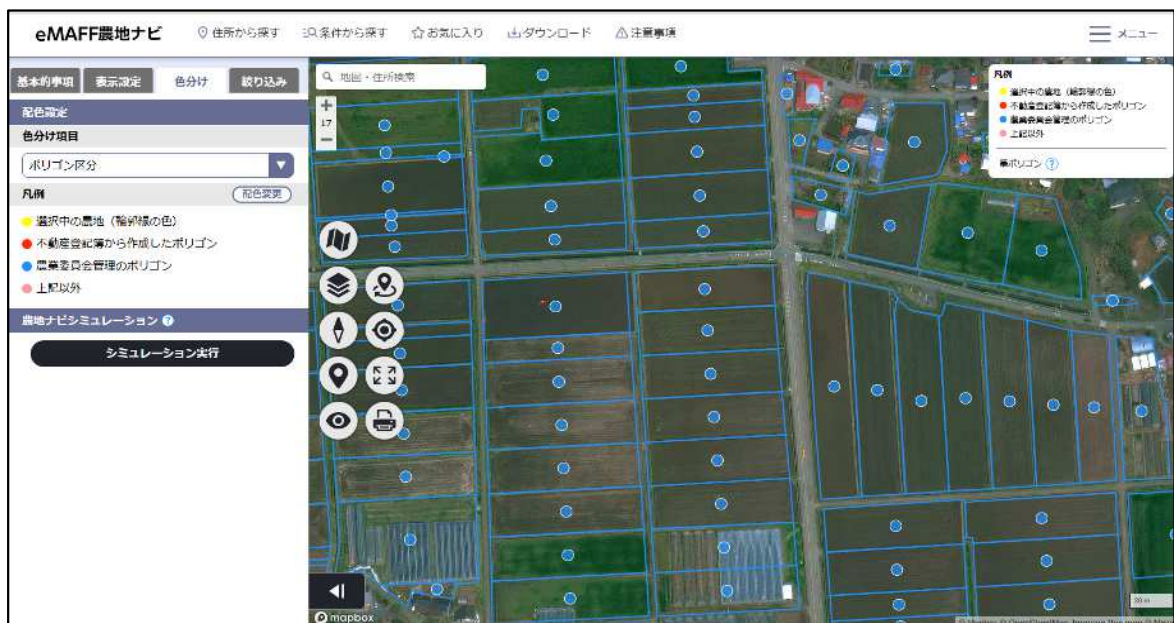 eMAFF農地ナビ
住所から探す
条件から探す
お気に入り
ダウンロード
注意事項
メニュー
基本的事項
表示設定
色分け
絞り込み
配色設定
色分け項目
ポリゴン区分
凡例
配色変更
選択中の農地（輪郭線の色）
不動産登記簿から作成したポリゴン
農業委員会管理のポリゴン
上記以外
農地ナビシミュレーション ?
シミュレーション実行
地図・住所検索
+
17
−
凡例
選択中の農地（輪郭線の色）
不動産登記簿から作成したポリゴン
農業委員会管理のポリゴン
上記以外
筆ポリゴン ?
mapbox